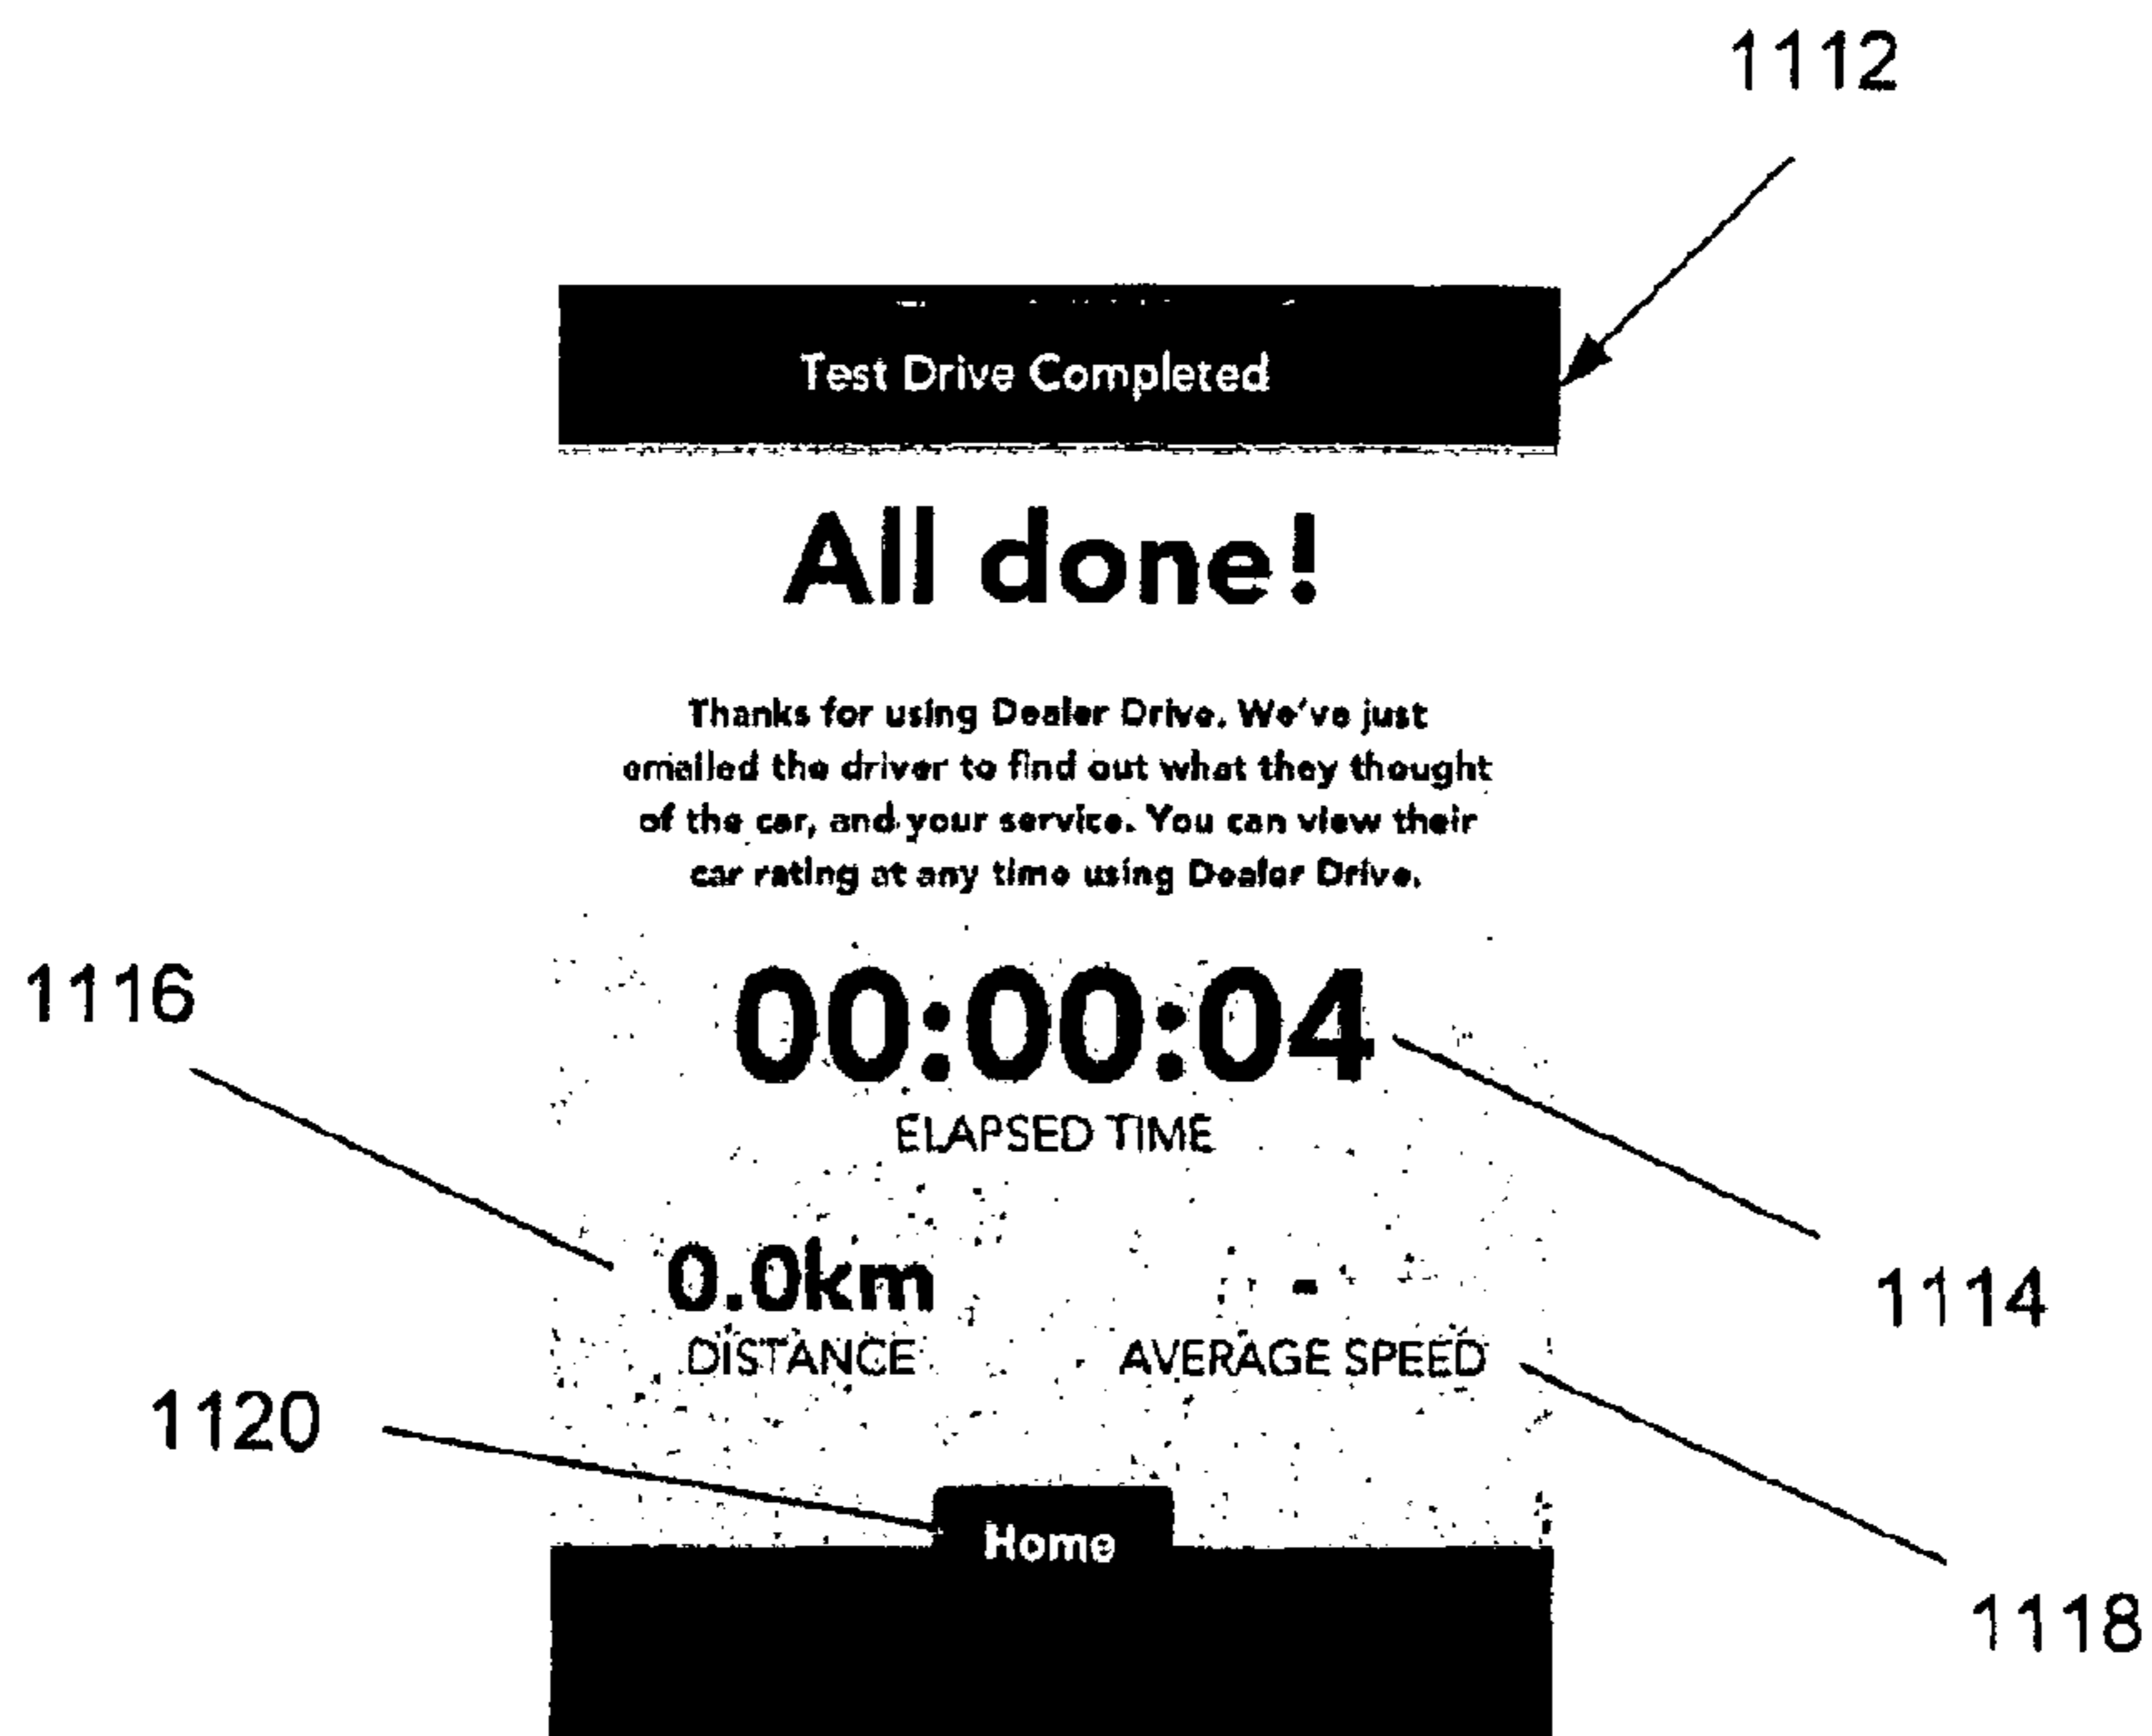 1112
Test Drive Completed
All done!
Thanks for using Dealer Drive. We've just
emailed the driver to find out what they thought
of the car, and your service. You can view their
car rating at any time using Dealer Drive.
1116
00:00:04
ELAPSED TIME
1114
0.0km
-
DISTANCE
AVERAGE SPEED
1120
Home
1118